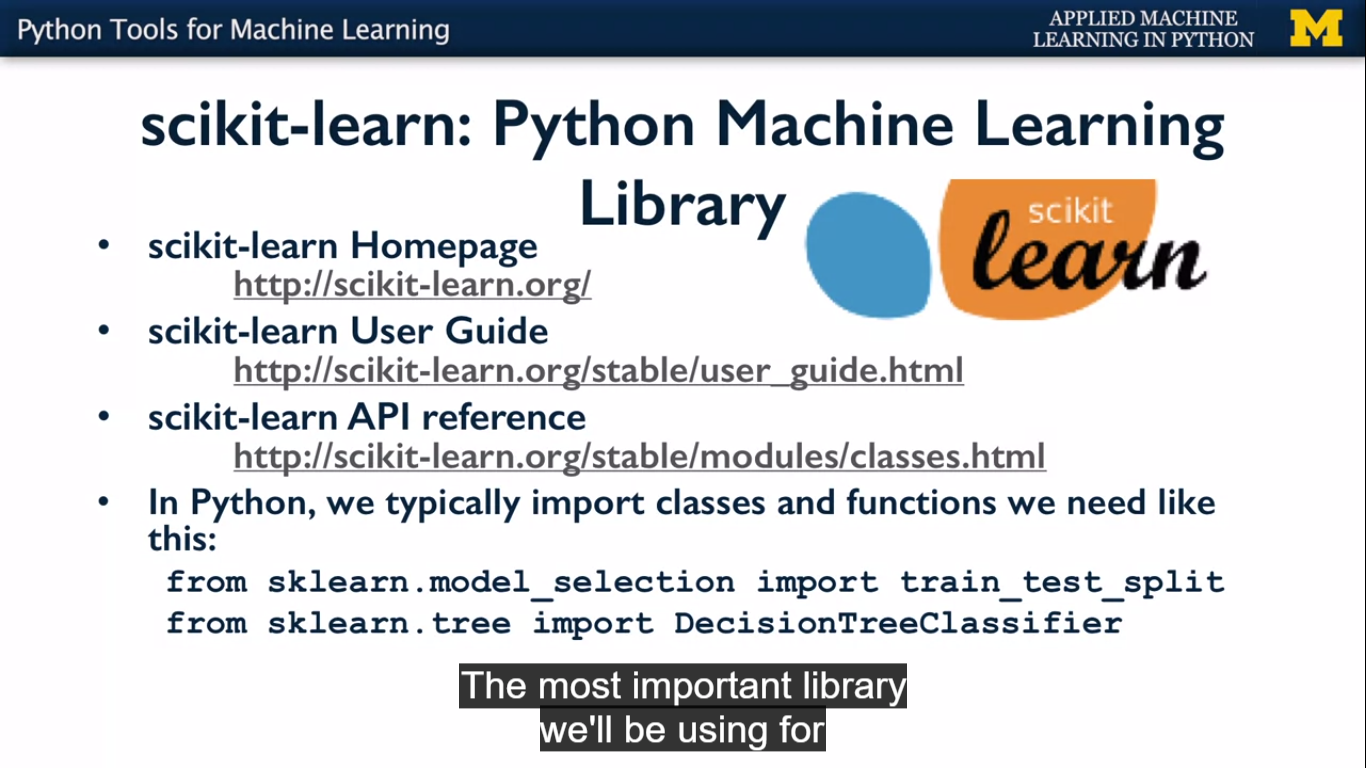 Python Tools for Machine Learning
APPLIED MACHINE
LEARNING IN PYTHON
M
scikit-learn: Python Machine Learning
Library
scikit
learn
• scikit-learn Homepage
http://scikit-learn.org/
• scikit-learn User Guide
http://scikit-learn.org/stable/user_guide.html
• scikit-learn API reference
http://scikit-learn.org/stable/modules/classes.html
• In Python, we typically import classes and functions we need like
this:
from sklearn.model_selection import train_test_split
from sklearn.tree import DecisionTreeClassifier
The most important library
we'll be using for